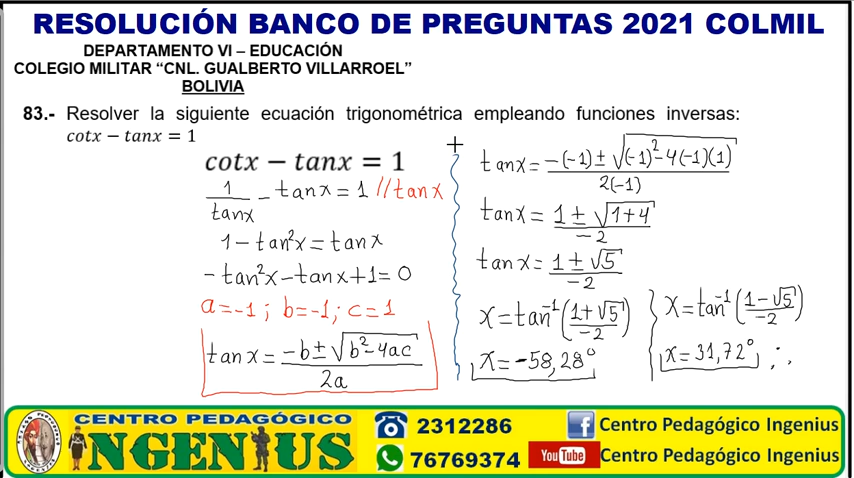 RESOLUCIÓN BANCO DE PREGUNTAS 2021 COLMIL
DEPARTAMENTO VI – EDUCACIÓN
COLEGIO MILITAR “CNL. GUALBERTO VILLARROEL”
BOLIVIA
83.- Resolver la siguiente ecuación trigonométrica empleando funciones inversas:
cotx − tanx = 1
cotx − tanx = 1
1/tanx − tanx = 1 //tanx
1 − tan²x = tanx
−tan²x − tanx + 1 = 0
a = −1 ; b = −1 ; c = 1
tanx = (−b ± √(b² − 4ac))/2a
tanx = (−(−1) ± √((−1)² − 4(−1)(1)))/2(−1)
tanx = (1 ± √(1+4))/−2
tanx = (1 ± √5)/−2
x = tan⁻¹((1+√5)/−2)
x = −58,28°
x = tan⁻¹((1−√5)/−2)
x = 31,72° ∴
CENTRO PEDAGÓGICO
INGENIUS
2312286
76769374
f Centro Pedagógico Ingenius
YouTube Centro Pedagógico Ingenius